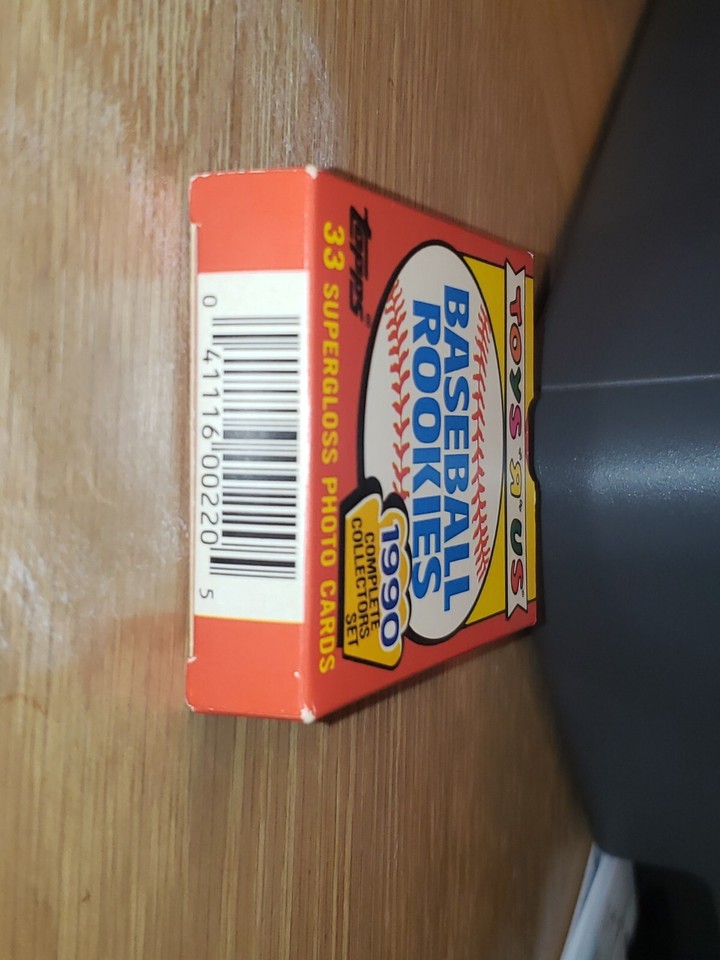 TOYS "R" US
BASEBALL
ROOKIES
topps
1990
COMPLETE
COLLECTORS
SET
33 SUPERGLOSS PHOTO CARDS
0 41116 00220 5